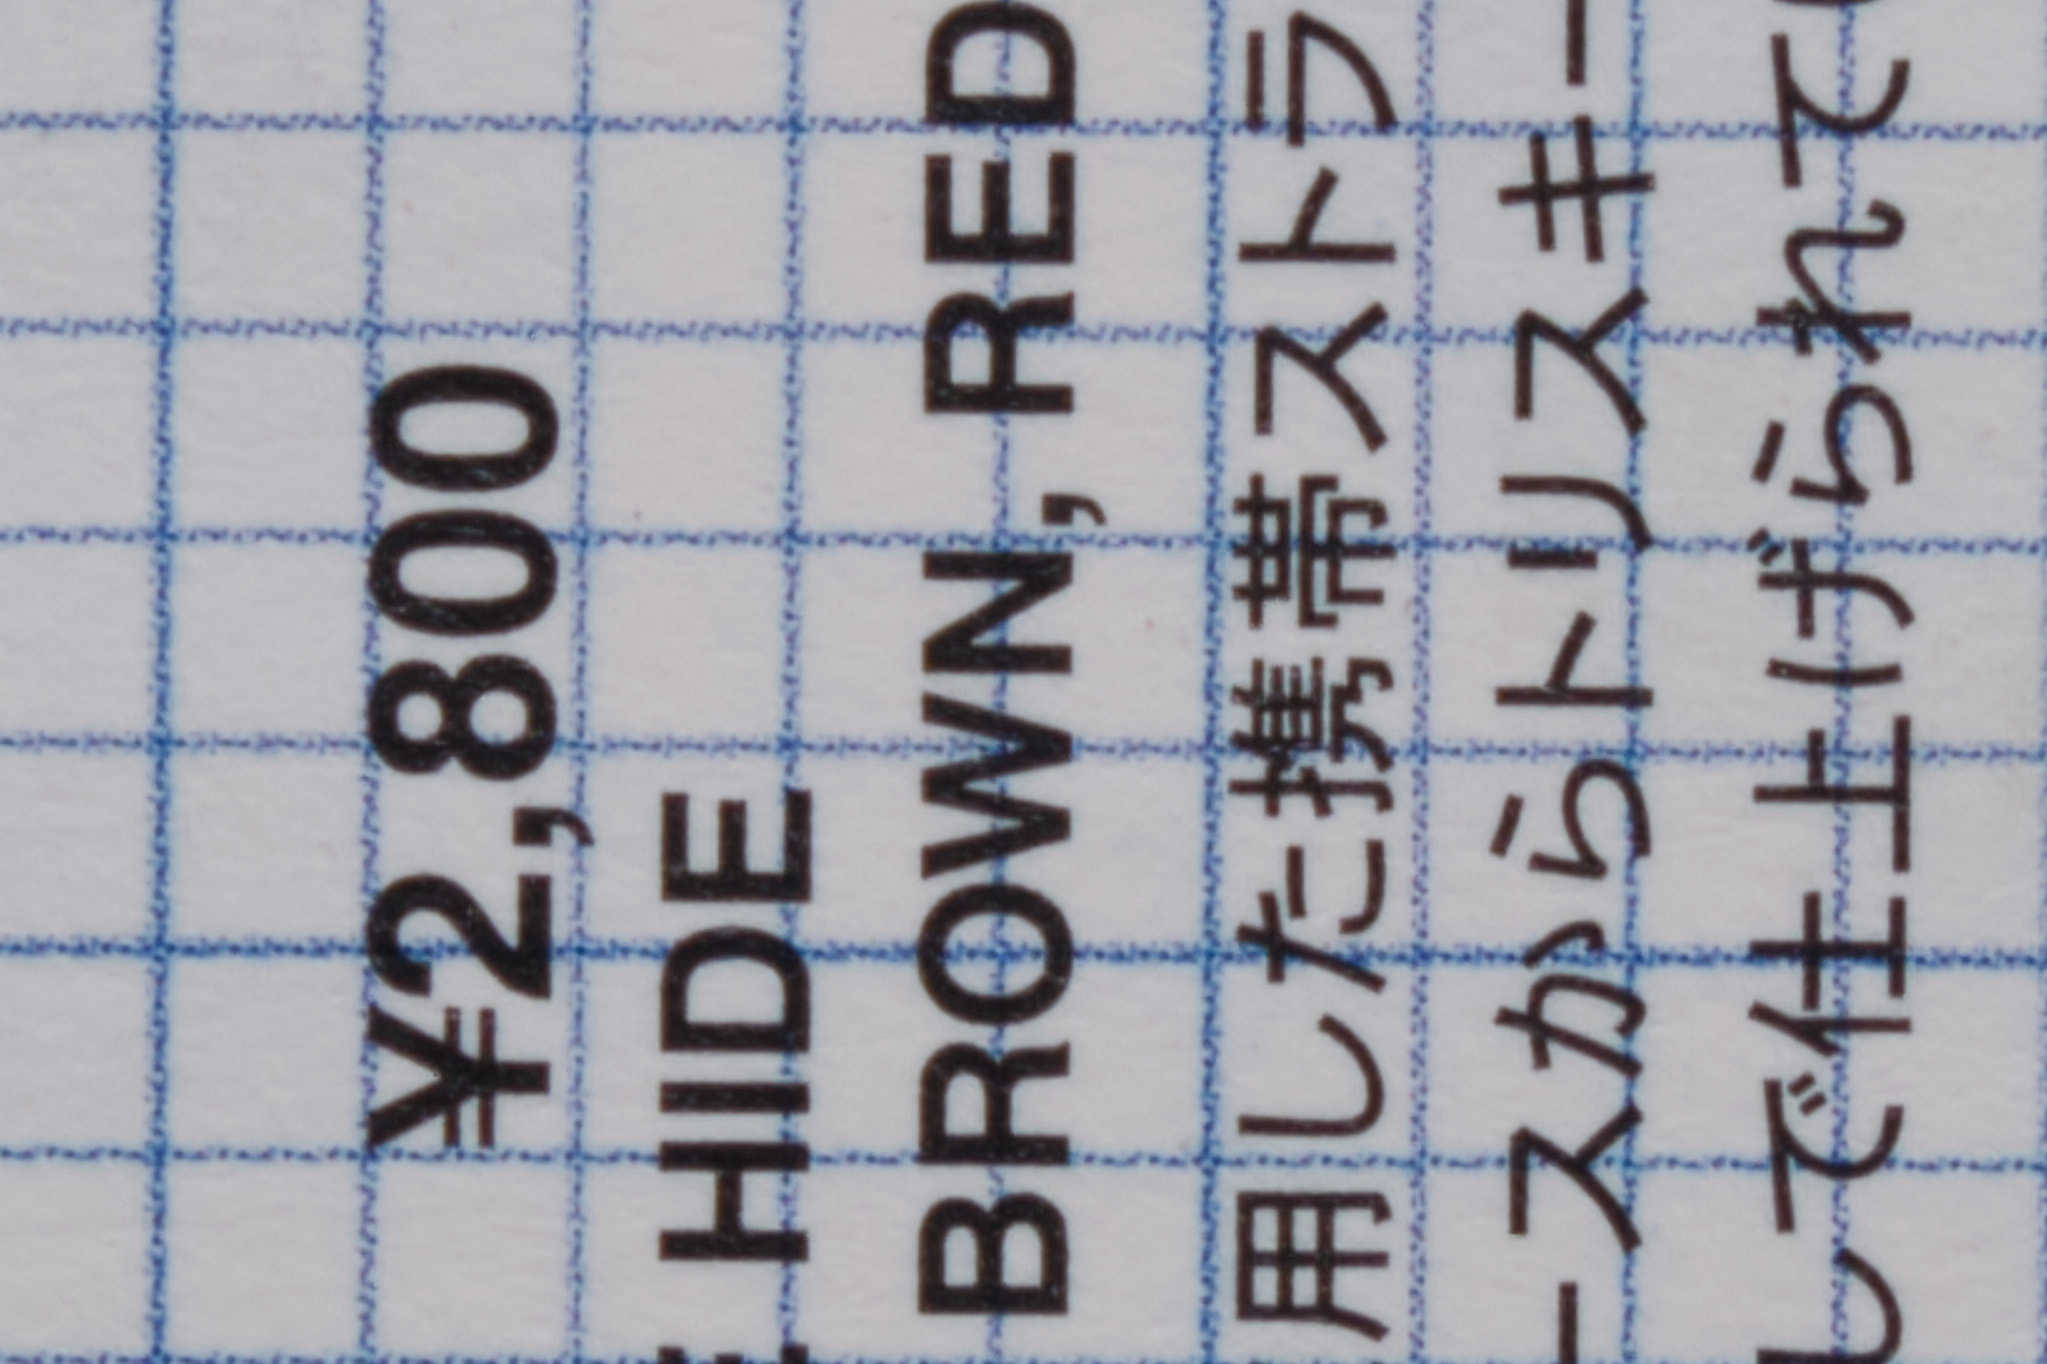 ¥2,800
HIDE
BROWN, RED
用した携帯ストラ
ースからトリスキー
して仕上げられて